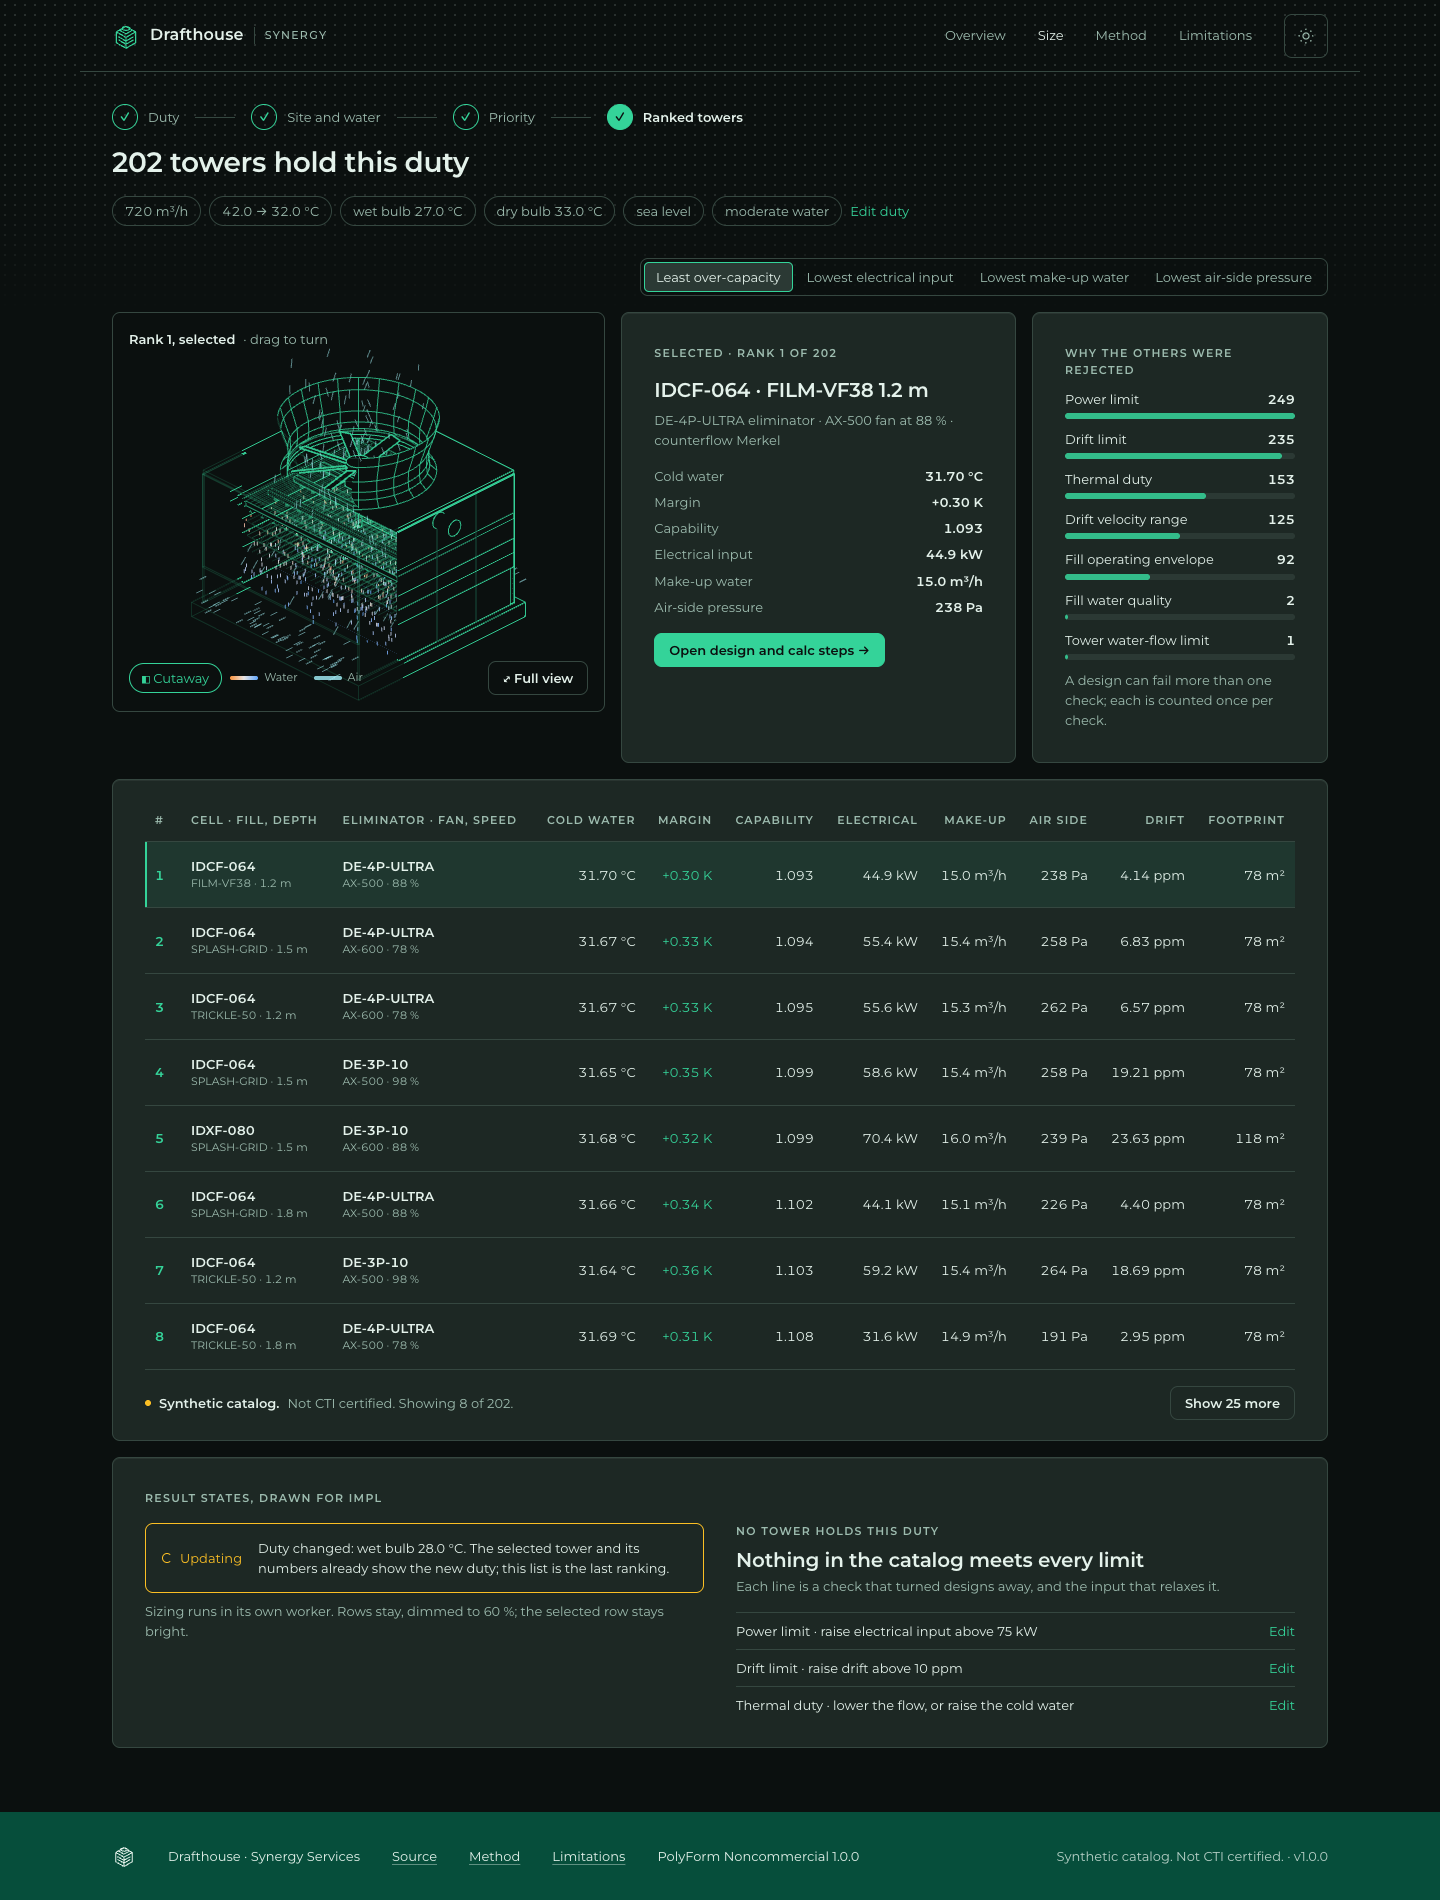 Drafthouse SYNERGY Overview Size Method Limitations
Duty Site and water Priority Ranked towers
202 towers hold this duty
720 m³/h 42.0 → 32.0 °C wet bulb 27.0 °C dry bulb 33.0 °C sea level moderate water Edit duty
Least over-capacity Lowest electrical input Lowest make-up water Lowest air-side pressure
Rank 1, selected · drag to turn
Cutaway Water Air Full view
SELECTED · RANK 1 OF 202
IDCF-064 · FILM-VF38 1.2 m
DE-4P-ULTRA eliminator · AX-500 fan at 88 % ·
counterflow Merkel
Cold water 31.70 °C
Margin +0.30 K
Capability 1.093
Electrical input 44.9 kW
Make-up water 15.0 m³/h
Air-side pressure 238 Pa
Open design and calc steps →
WHY THE OTHERS WERE
REJECTED
Power limit 249
Drift limit 235
Thermal duty 153
Drift velocity range 125
Fill operating envelope 92
Fill water quality 2
Tower water-flow limit 1
A design can fail more than one
check; each is counted once per
check.
# CELL · FILL, DEPTH ELIMINATOR · FAN, SPEED COLD WATER MARGIN CAPABILITY ELECTRICAL MAKE-UP AIR SIDE DRIFT FOOTPRINT
IDCF-064 DE-4P-ULTRA
1 31.70 °C +0.30 K 1.093 44.9 kW 15.0 m³/h 238 Pa 4.14 ppm 78 m²
FILM-VF38 · 1.2 m AX-500 · 88 %
IDCF-064 DE-4P-ULTRA
2 31.67 °C +0.33 K 1.094 55.4 kW 15.4 m³/h 258 Pa 6.83 ppm 78 m²
SPLASH-GRID · 1.5 m AX-600 · 78 %
IDCF-064 DE-4P-ULTRA
3 31.67 °C +0.33 K 1.095 55.6 kW 15.3 m³/h 262 Pa 6.57 ppm 78 m²
TRICKLE-50 · 1.2 m AX-600 · 78 %
IDCF-064 DE-3P-10
4 31.65 °C +0.35 K 1.099 58.6 kW 15.4 m³/h 258 Pa 19.21 ppm 78 m²
SPLASH-GRID · 1.5 m AX-500 · 98 %
IDXF-080 DE-3P-10
5 31.68 °C +0.32 K 1.099 70.4 kW 16.0 m³/h 239 Pa 23.63 ppm 118 m²
SPLASH-GRID · 1.5 m AX-600 · 88 %
IDCF-064 DE-4P-ULTRA
6 31.66 °C +0.34 K 1.102 44.1 kW 15.1 m³/h 226 Pa 4.40 ppm 78 m²
SPLASH-GRID · 1.8 m AX-500 · 88 %
IDCF-064 DE-3P-10
7 31.64 °C +0.36 K 1.103 59.2 kW 15.4 m³/h 264 Pa 18.69 ppm 78 m²
TRICKLE-50 · 1.2 m AX-500 · 98 %
IDCF-064 DE-4P-ULTRA
8 31.69 °C +0.31 K 1.108 31.6 kW 14.9 m³/h 191 Pa 2.95 ppm 78 m²
TRICKLE-50 · 1.8 m AX-500 · 78 %
Synthetic catalog. Not CTI certified. Showing 8 of 202. Show 25 more
RESULT STATES, DRAWN FOR IMPL
Updating
Duty changed: wet bulb 28.0 °C. The selected tower and its
numbers already show the new duty; this list is the last ranking.
Sizing runs in its own worker. Rows stay, dimmed to 60 %; the selected row stays
bright.
NO TOWER HOLDS THIS DUTY
Nothing in the catalog meets every limit
Each line is a check that turned designs away, and the input that relaxes it.
Power limit · raise electrical input above 75 kW Edit
Drift limit · raise drift above 10 ppm Edit
Thermal duty · lower the flow, or raise the cold water Edit
Drafthouse · Synergy Services Source Method Limitations PolyForm Noncommercial 1.0.0 Synthetic catalog. Not CTI certified. · v1.0.0